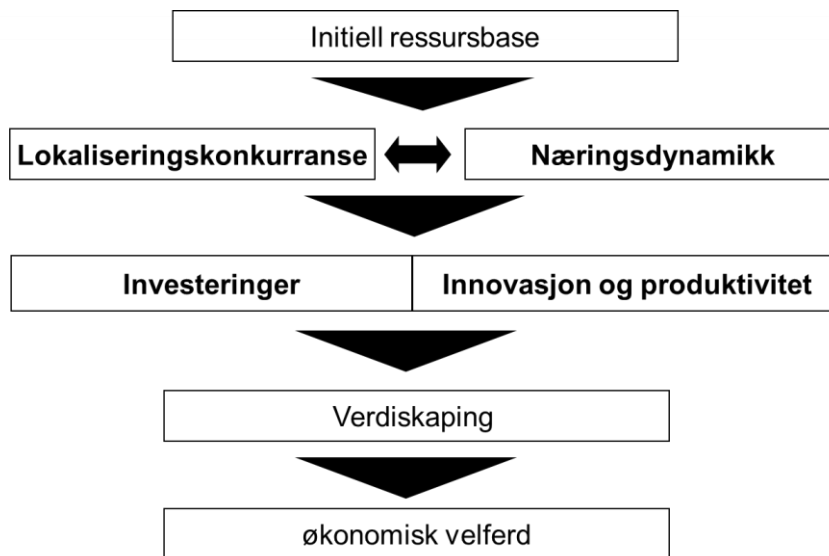 Initiell ressursbase
Lokaliseringskonkurranse
Næringsdynamikk
Investeringer
Innovasjon og produktivitet
Verdiskaping
økonomisk velferd